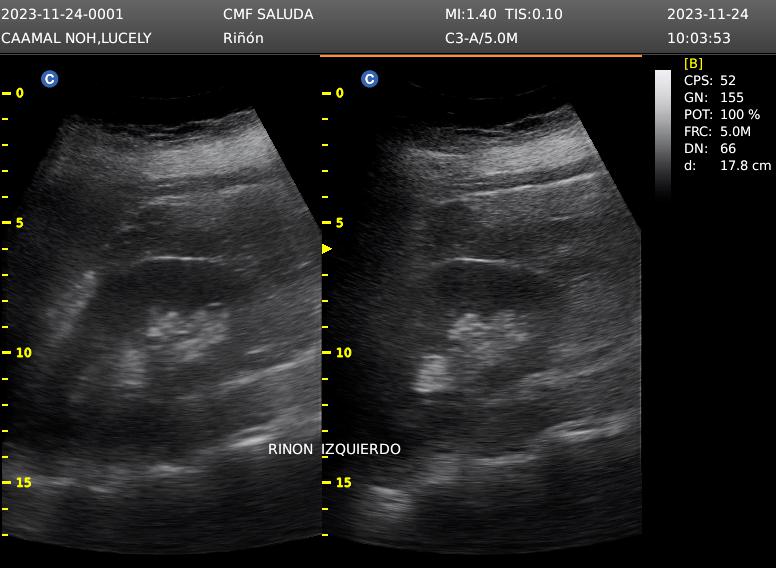 2023-11-24-0001 CMF SALUDA MI:1.40 TIS:0.10 2023-11-24
CAAMAL NOH,LUCELY Riñón C3-A/5.0M 10:03:53
[B]
CPS: 52
GN: 155
POT: 100 %
FRC: 5.0M
DN: 66
d: 17.8 cm
C C
0 0
5 5
10 10
RINON IZQUIERDO
15 15